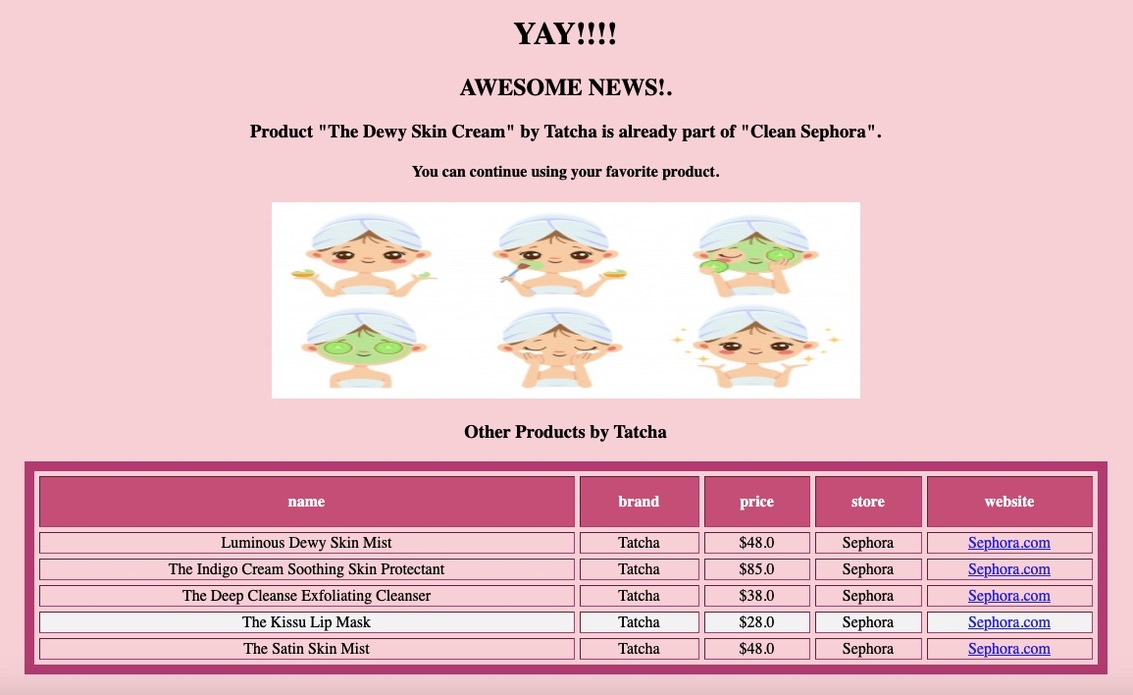 YAY!!!!
AWESOME NEWS!.
Product "The Dewy Skin Cream" by Tatcha is already part of "Clean Sephora".
You can continue using your favorite product.
Other Products by Tatcha
name brand price store website
Luminous Dewy Skin Mist Tatcha $48.0 Sephora Sephora.com
The Indigo Cream Soothing Skin Protectant Tatcha $85.0 Sephora Sephora.com
The Deep Cleanse Exfoliating Cleanser Tatcha $38.0 Sephora Sephora.com
The Kissu Lip Mask Tatcha $28.0 Sephora Sephora.com
The Satin Skin Mist Tatcha $48.0 Sephora Sephora.com